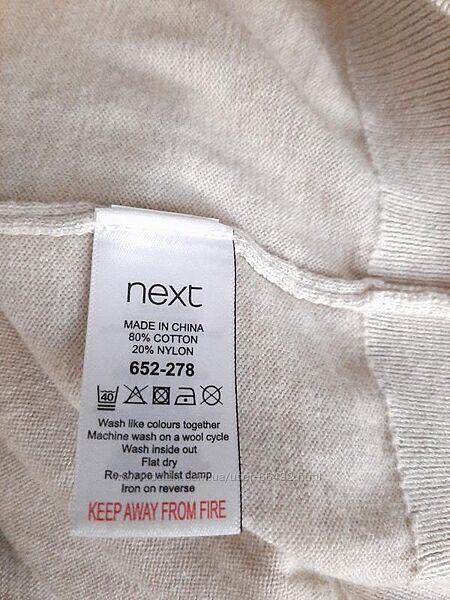 next
MADE IN CHINA
80% COTTON
20% NYLON
652-278
40
Wash like colours together
Machine wash on a wool cycle
Wash inside out
Flat dry
Re-shape whilst damp
Iron on reverse
KEEP AWAY FROM FIRE